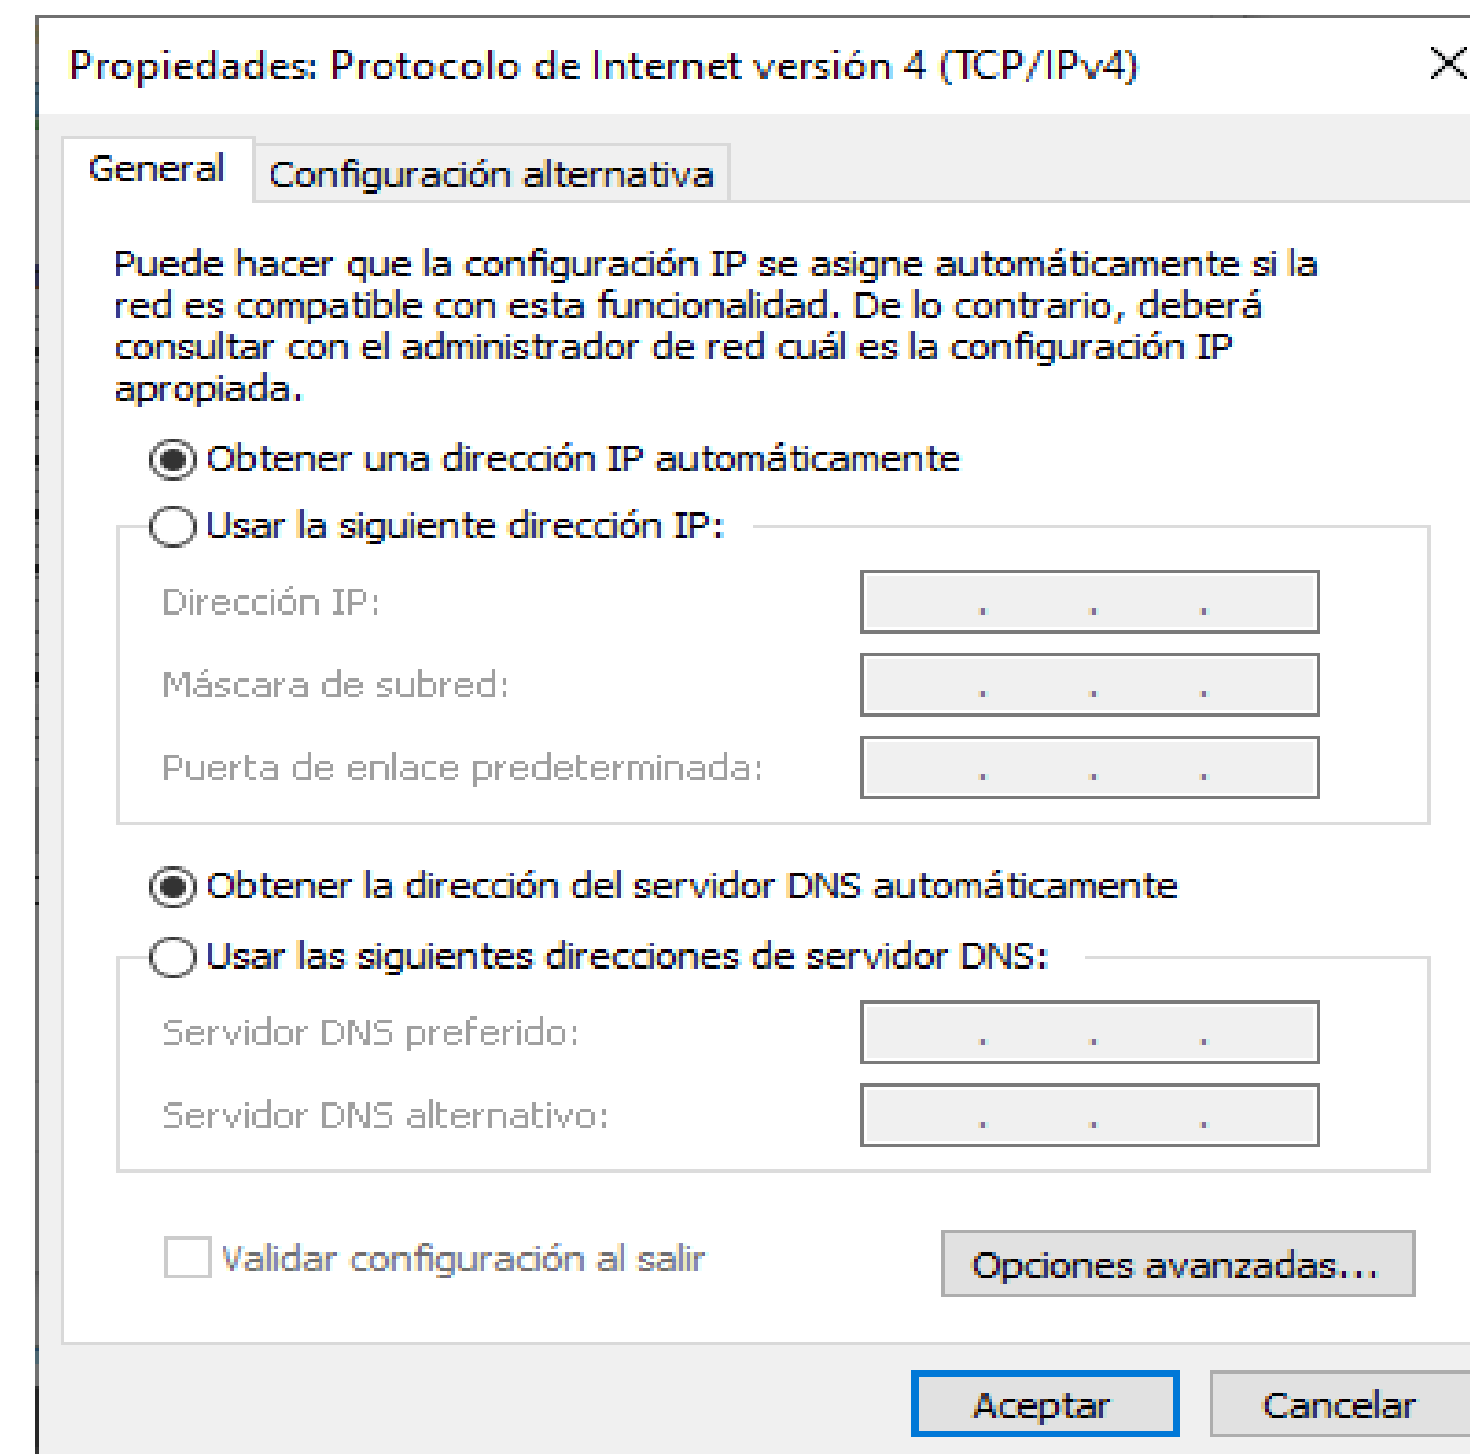 Propiedades: Protocolo de Internet versión 4 (TCP/IPv4)
General
Configuración alternativa
Puede hacer que la configuración IP se asigne automáticamente si la
red es compatible con esta funcionalidad. De lo contrario, deberá
consultar con el administrador de red cuál es la configuración IP
apropiada.
Obtener una dirección IP automáticamente
Usar la siguiente dirección IP:
Dirección IP:
Máscara de subred:
Puerta de enlace predeterminada:
Obtener la dirección del servidor DNS automáticamente
Usar las siguientes direcciones de servidor DNS:
Servidor DNS preferido:
Servidor DNS alternativo:
Validar configuración al salir
Opciones avanzadas...
Aceptar
Cancelar